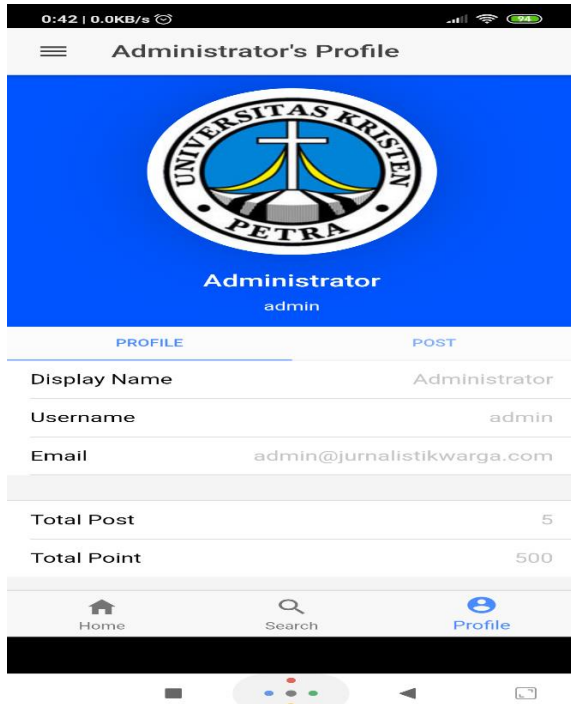 0:42 | 0.0KB/s
94
Administrator's Profile
UNIVERSITAS KRISTEN
PETRA
Administrator
admin
PROFILE POST
Display Name Administrator
Username admin
Email admin@jurnalistikwarga.com
Total Post 5
Total Point 500
Home Search Profile